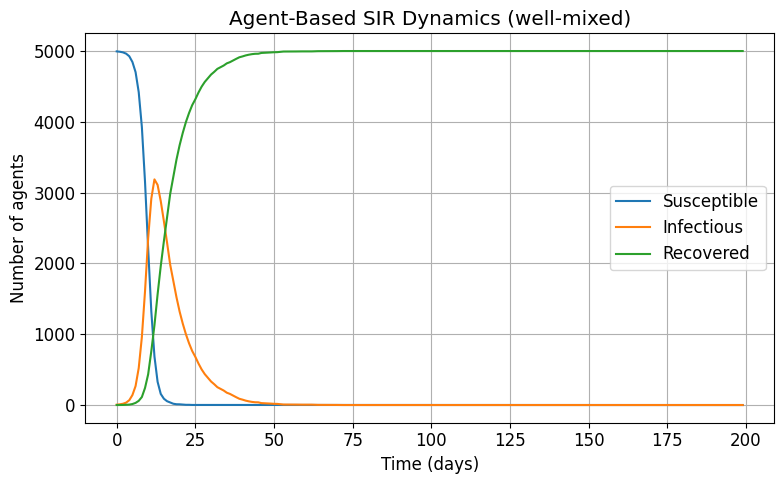 Agent-Based SIR Dynamics (well-mixed)
5000
4000
3000
2000
1000
0
Number of agents
Susceptible
Infectious
Recovered
0 25 50 75 100 125 150 175 200
Time (days)